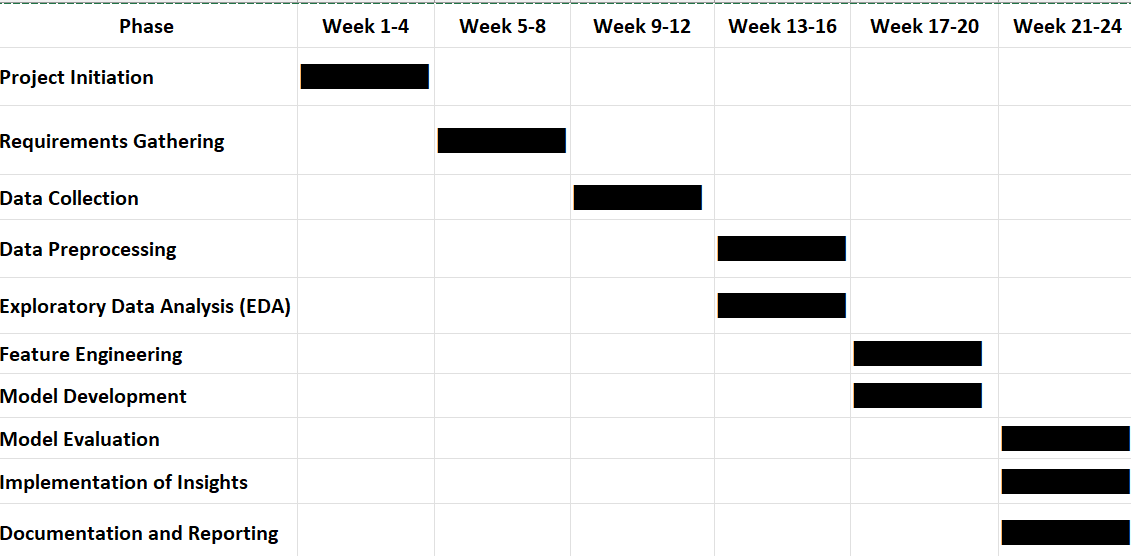 Phase Week 1-4 Week 5-8 Week 9-12 Week 13-16 Week 17-20 Week 21-24
Project Initiation
Requirements Gathering
Data Collection
Data Preprocessing
Exploratory Data Analysis (EDA)
Feature Engineering
Model Development
Model Evaluation
Implementation of Insights
Documentation and Reporting